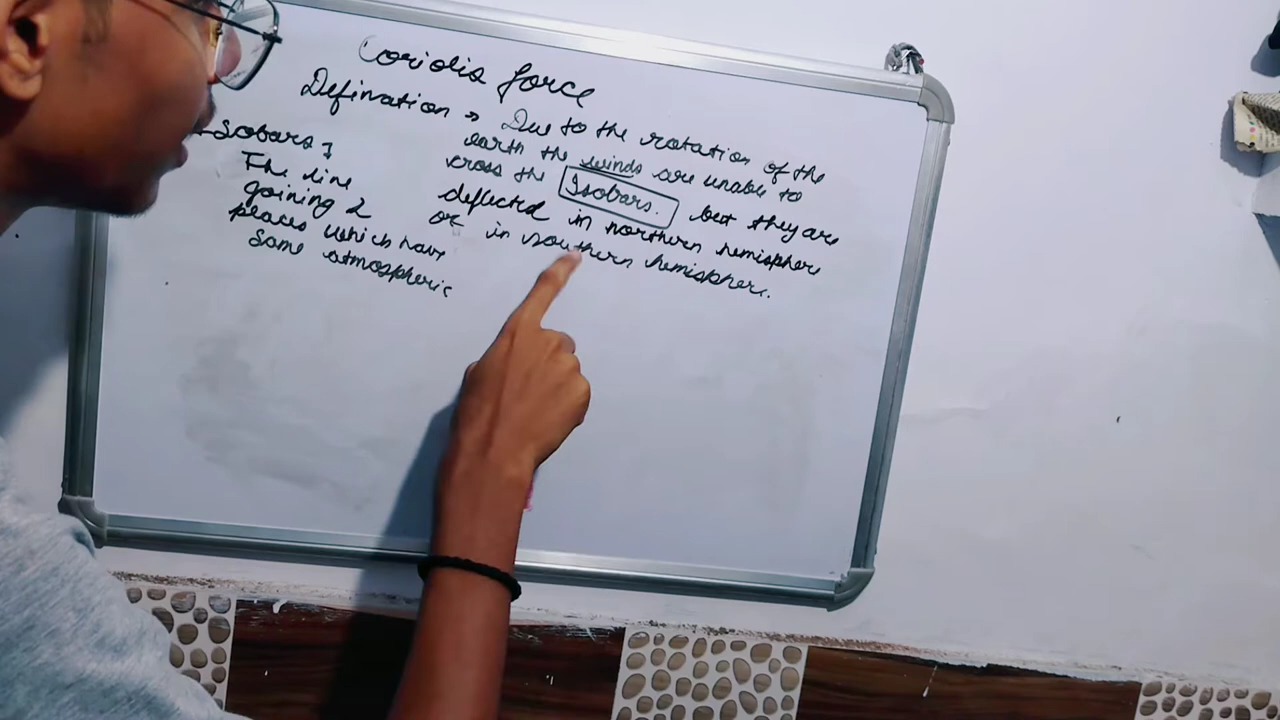 Coriolis force
Defination → Due to the rotation of the
earth the winds are unable to
cross the Isobars. but they are
deflected in northern hemisphere
or in southern hemisphere.
Isobars →
The line
joining 2
places which have
same atmospheric